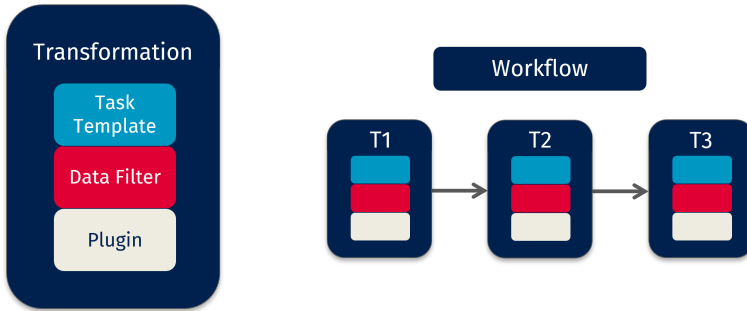 Transformation
Task
Template
Data Filter
Plugin
Workflow
T1
T2
T3